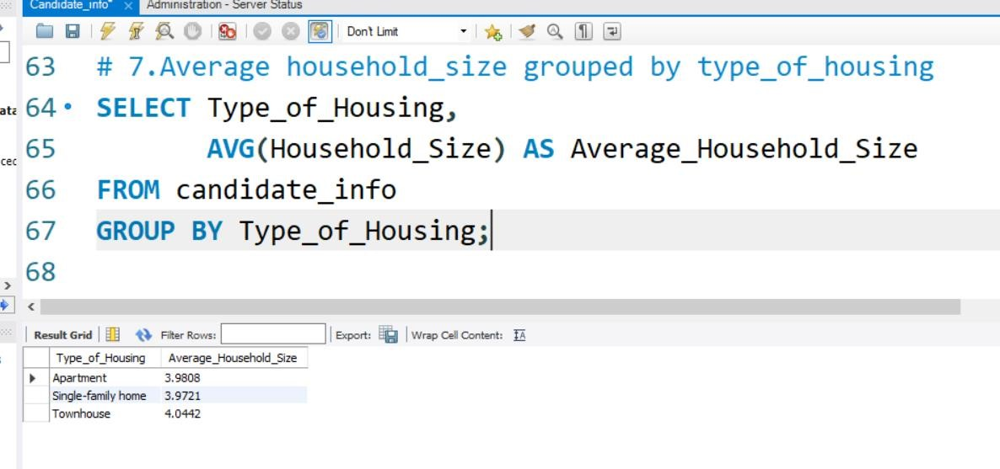 Candidate_info* × Administration - Server Status
Don't Limit
63 # 7.Average household_size grouped by type_of_housing
64 SELECT Type_of_Housing,
65 AVG(Household_Size) AS Average_Household_Size
66 FROM candidate_info
67 GROUP BY Type_of_Housing;
68
Result Grid Filter Rows: Export: Wrap Cell Content: IA
Type_of_Housing Average_Household_Size
Apartment 3.9808
Single-family home 3.9721
Townhouse 4.0442